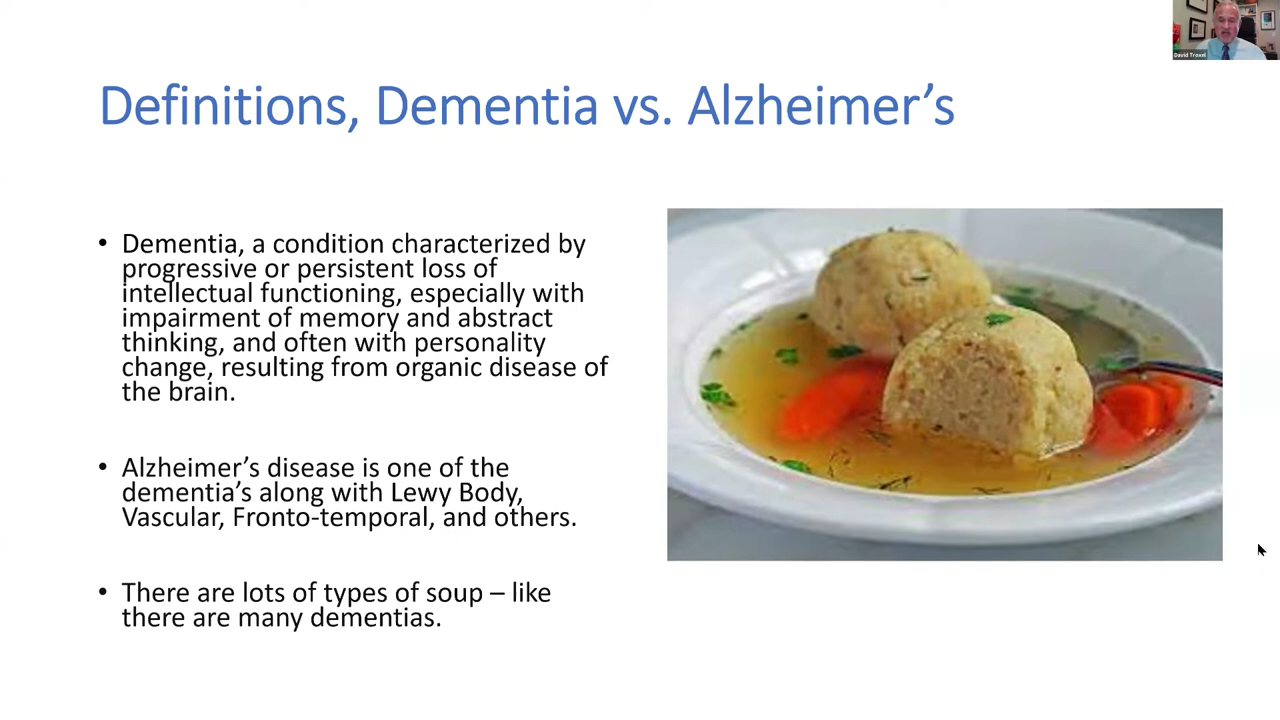 David Troxel
Definitions, Dementia vs. Alzheimer’s
• Dementia, a condition characterized by
progressive or persistent loss of
intellectual functioning, especially with
impairment of memory and abstract
thinking, and often with personality
change, resulting from organic disease of
the brain.
• Alzheimer’s disease is one of the
dementia’s along with Lewy Body,
Vascular, Fronto-temporal, and others.
• There are lots of types of soup – like
there are many dementias.